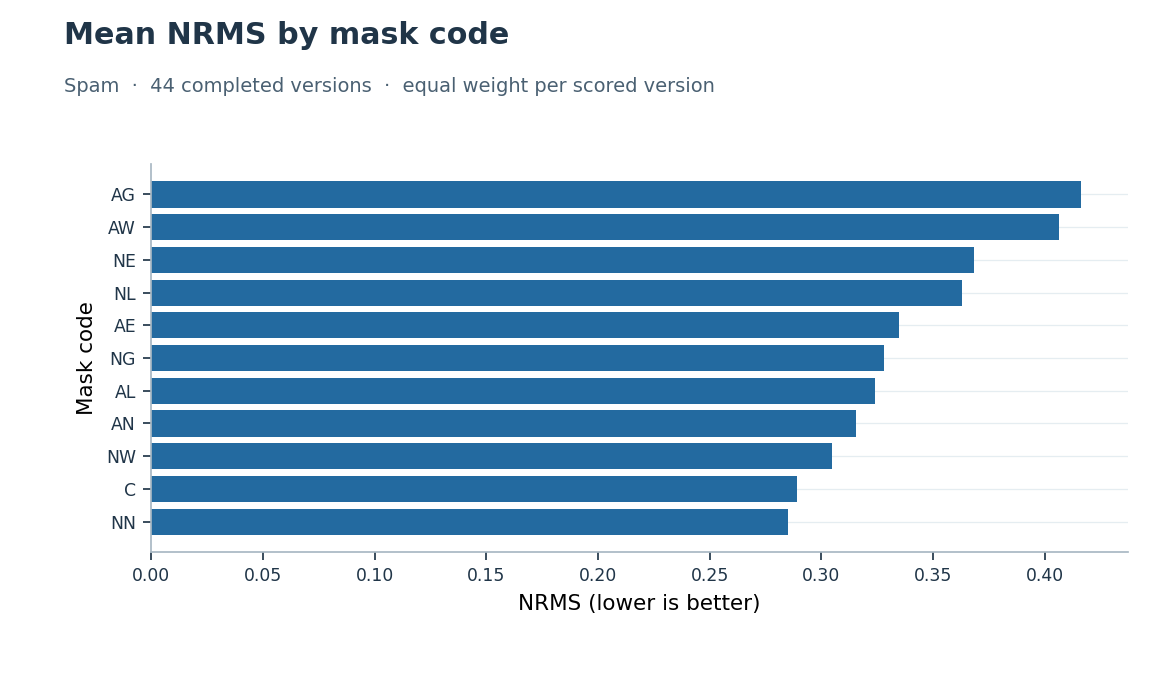 Mean NRMS by mask code
Spam · 44 completed versions · equal weight per scored version
AG
AW
NE
NL
AE
NG
AL
AN
NW
C
NN
Mask code
0.00 0.05 0.10 0.15 0.20 0.25 0.30 0.35 0.40
NRMS (lower is better)